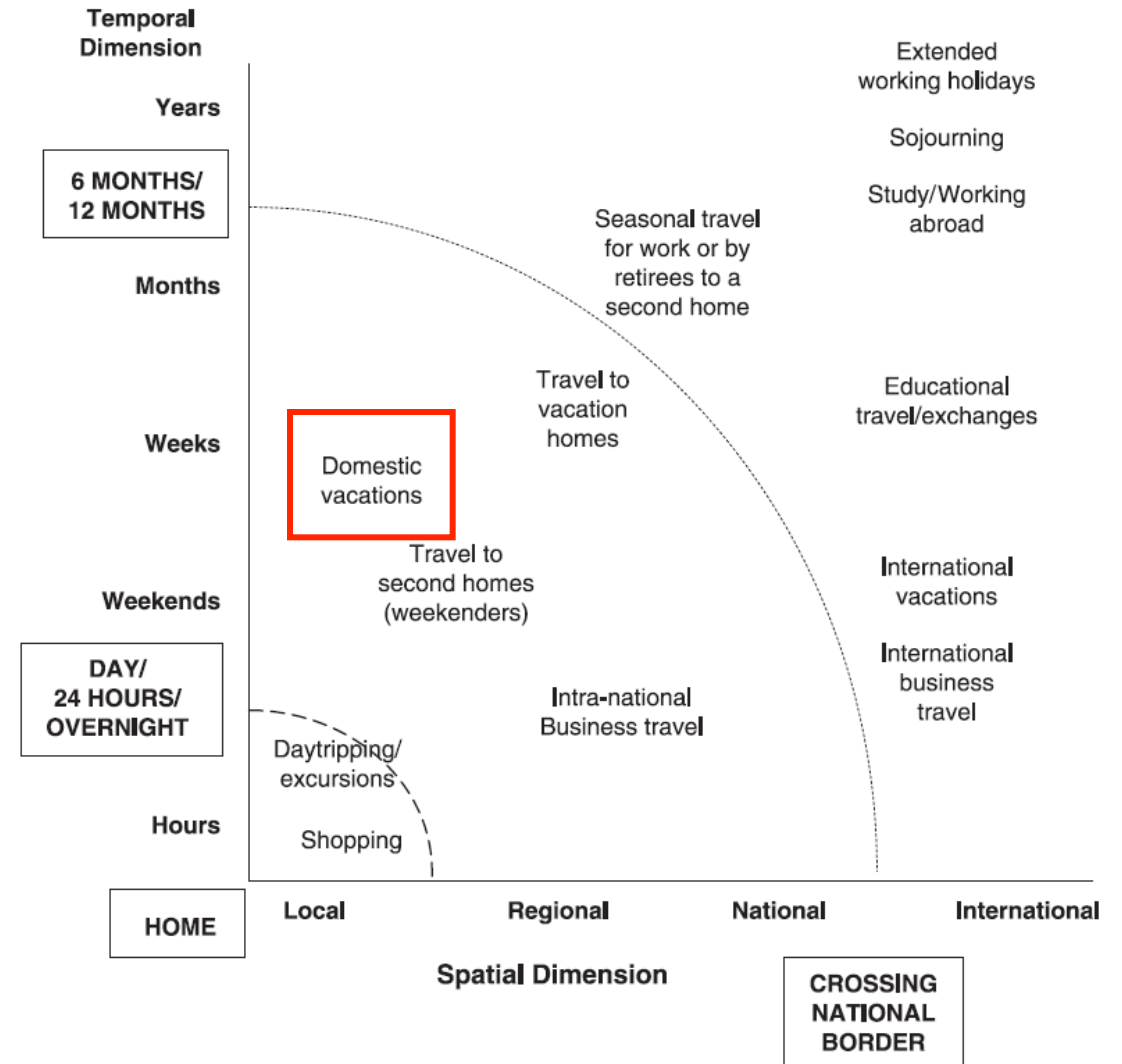 Temporal
Dimension
Years
6 MONTHS/
12 MONTHS
Months
Weeks
Weekends
DAY/
24 HOURS/
OVERNIGHT
Hours
HOME
Extended
working holidays
Sojourning
Study/Working
abroad
Seasonal travel
for work or by
retirees to a
second home
Travel to
vacation
homes
Educational
travel/exchanges
Domestic
vacations
Travel to
second homes
(weekenders)
International
vacations
International
business
travel
Intra-national
Business travel
Daytripping/
excursions
Shopping
Local
Regional
National
International
Spatial Dimension
CROSSING
NATIONAL
BORDER